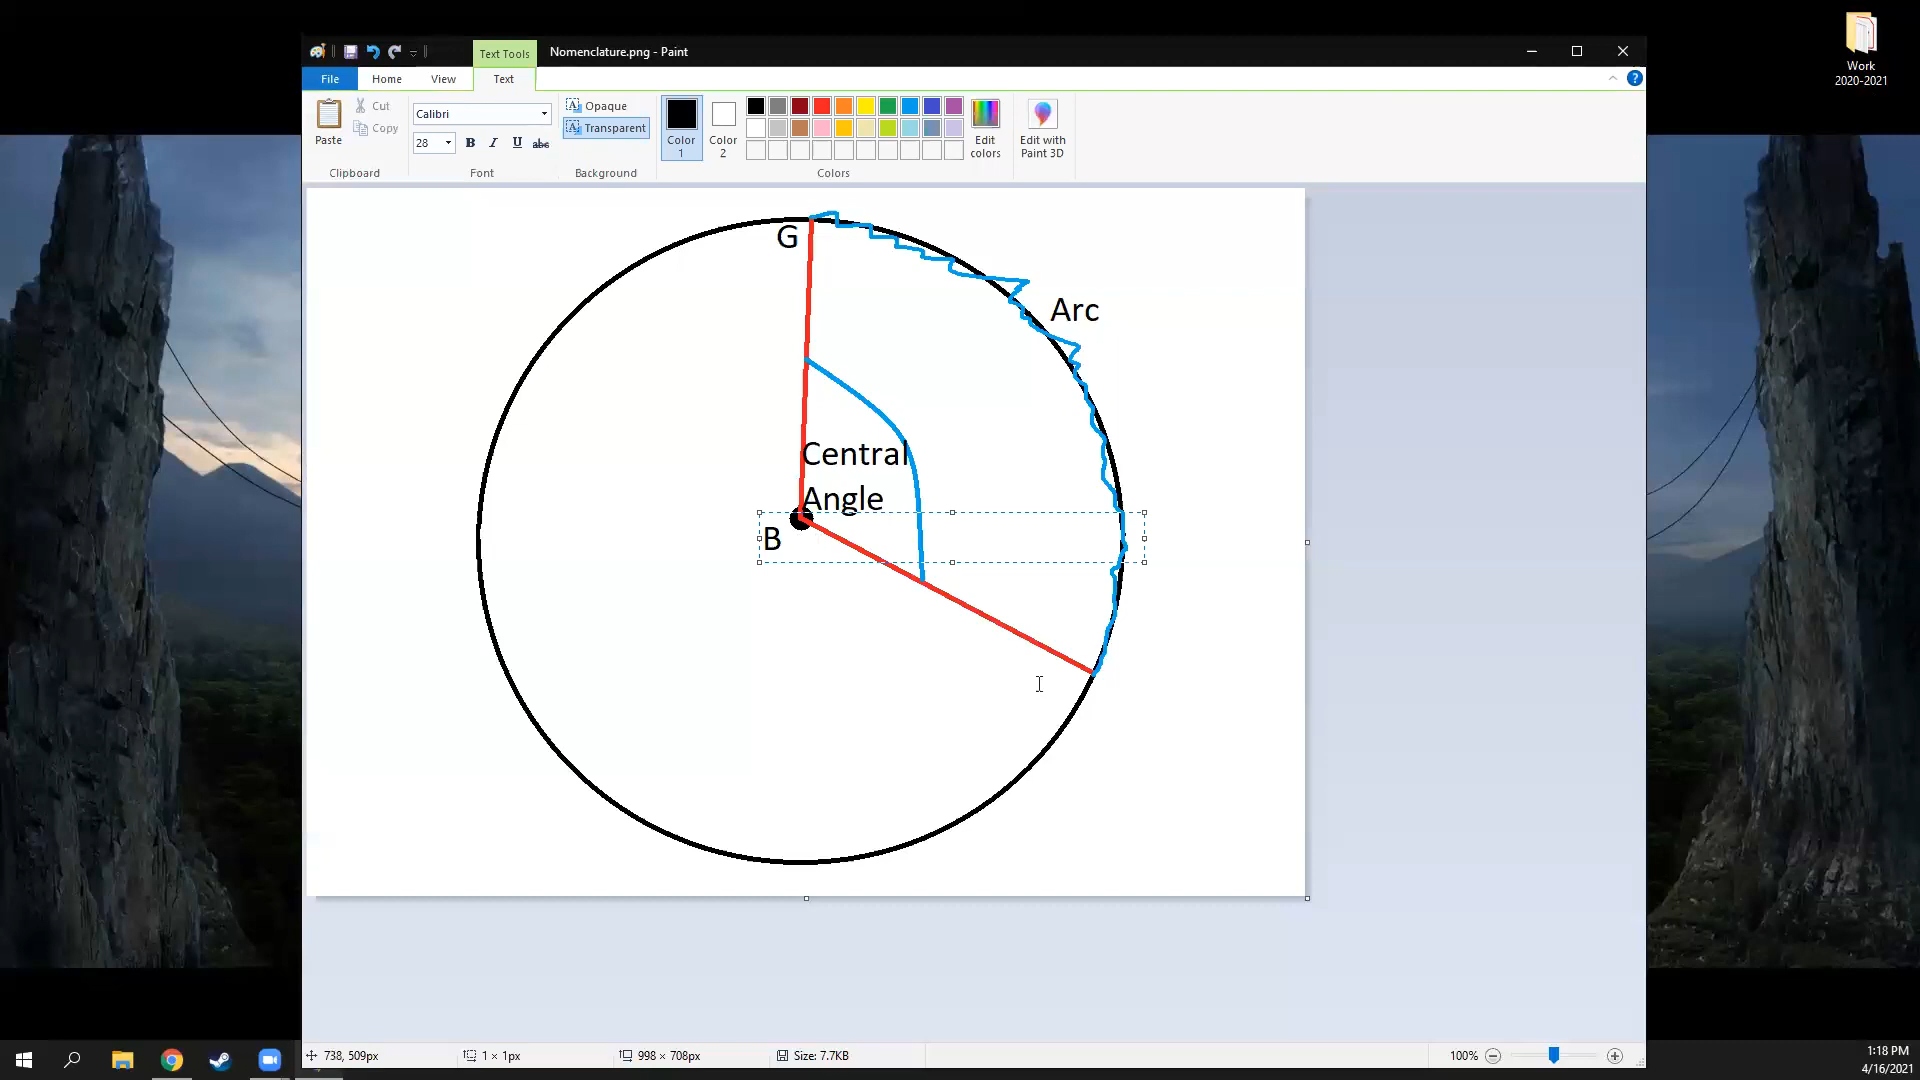 Work
2020-2021
Text Tools
Nomenclature.png - Paint
File
Home
View
Text
?
Paste
Cut
Copy
Clipboard
Calibri
28
B I U abc
Font
Opaque
Transparent
Background
Color
1
Color
2
Edit
colors
Colors
Edit with
Paint 3D
G
Arc
Central
Angle
B
738, 509px
1 × 1px
998 × 708px
Size: 7.7KB
100%
1:18 PM
4/16/2021